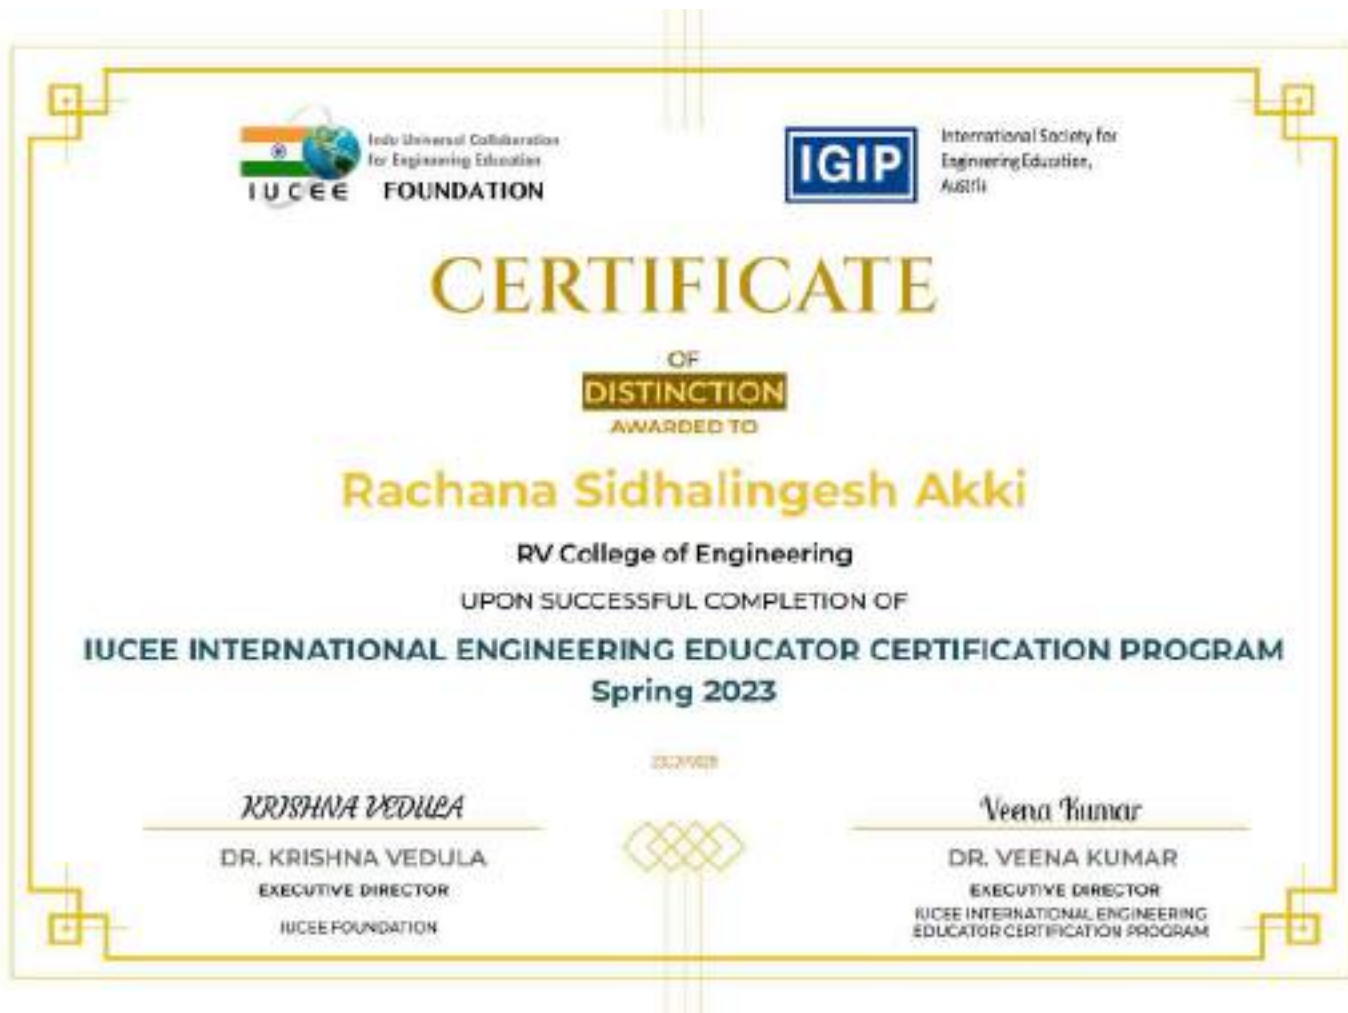 Indo Universal Collaboration
for Engineering Education
IUCEE FOUNDATION
IGIP
International Society for
Engineering Education,
Austria
CERTIFICATE
OF
DISTINCTION
AWARDED TO
Rachana Sidhalingesh Akki
RV College of Engineering
UPON SUCCESSFUL COMPLETION OF
IUCEE INTERNATIONAL ENGINEERING EDUCATOR CERTIFICATION PROGRAM
Spring 2023
KRISHNA VEDULA
DR. KRISHNA VEDULA
EXECUTIVE DIRECTOR
IUCEE FOUNDATION
Veena Kumar
DR. VEENA KUMAR
EXECUTIVE DIRECTOR
IUCEE INTERNATIONAL ENGINEERING
EDUCATOR CERTIFICATION PROGRAM